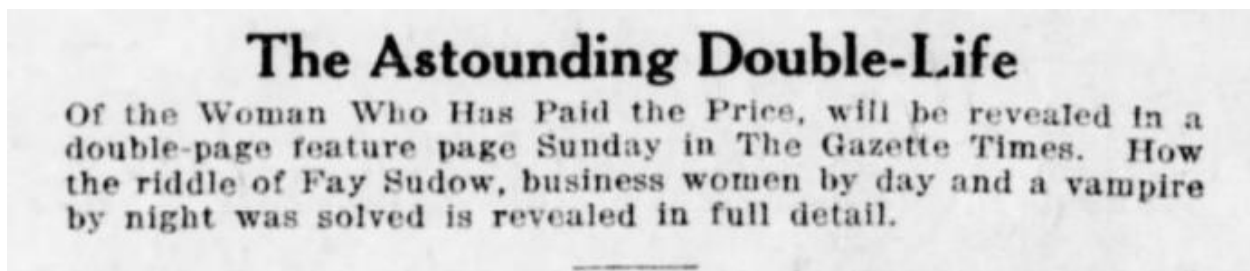 The Astounding Double-Life
Of the Woman Who Has Paid the Price, will be revealed in a
double-page feature page Sunday in The Gazette Times. How
the riddle of Fay Sudow, business women by day and a vampire
by night was solved is revealed in full detail.